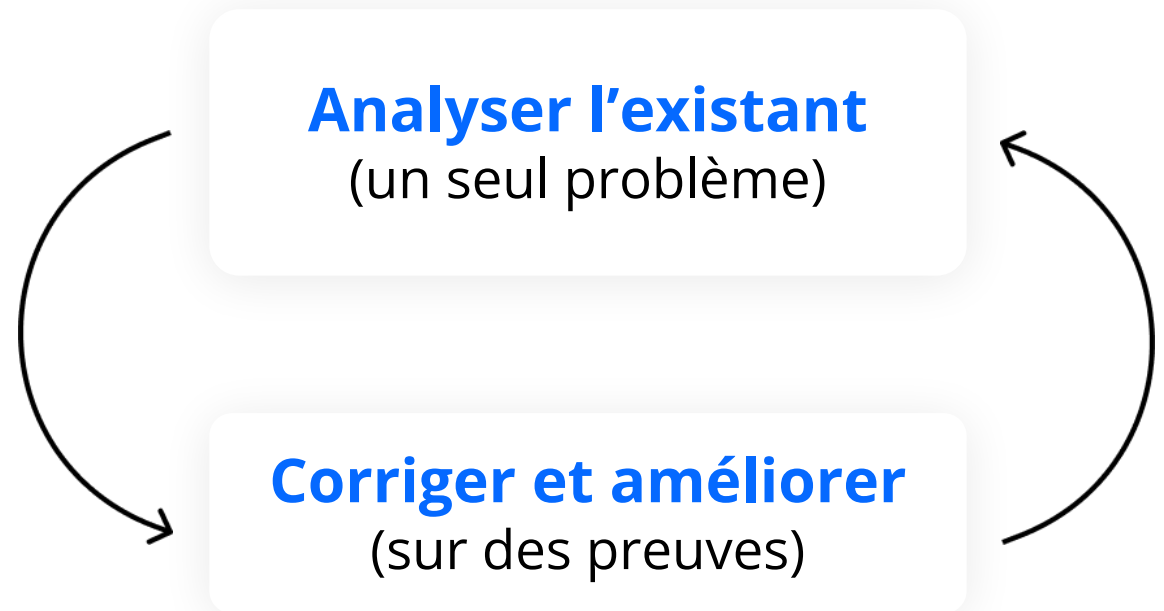 Analyser l’existant
(un seul problème)
Corriger et améliorer
(sur des preuves)